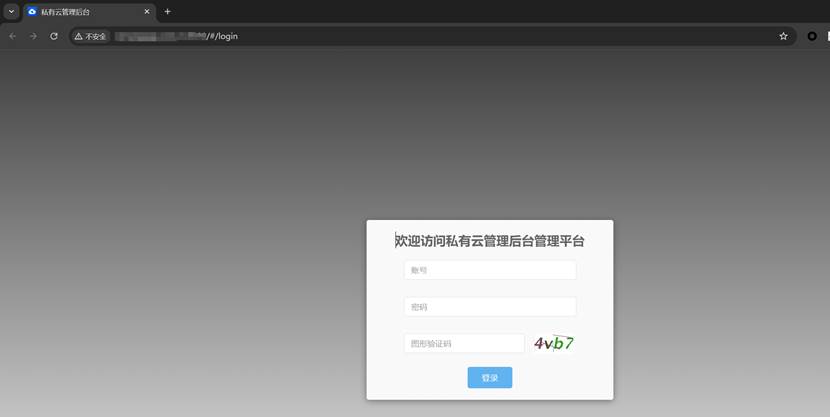 私有云管理后台
不安全
/#/login
欢迎访问私有云管理后台管理平台
账号
密码
图形验证码
4vb7
登录